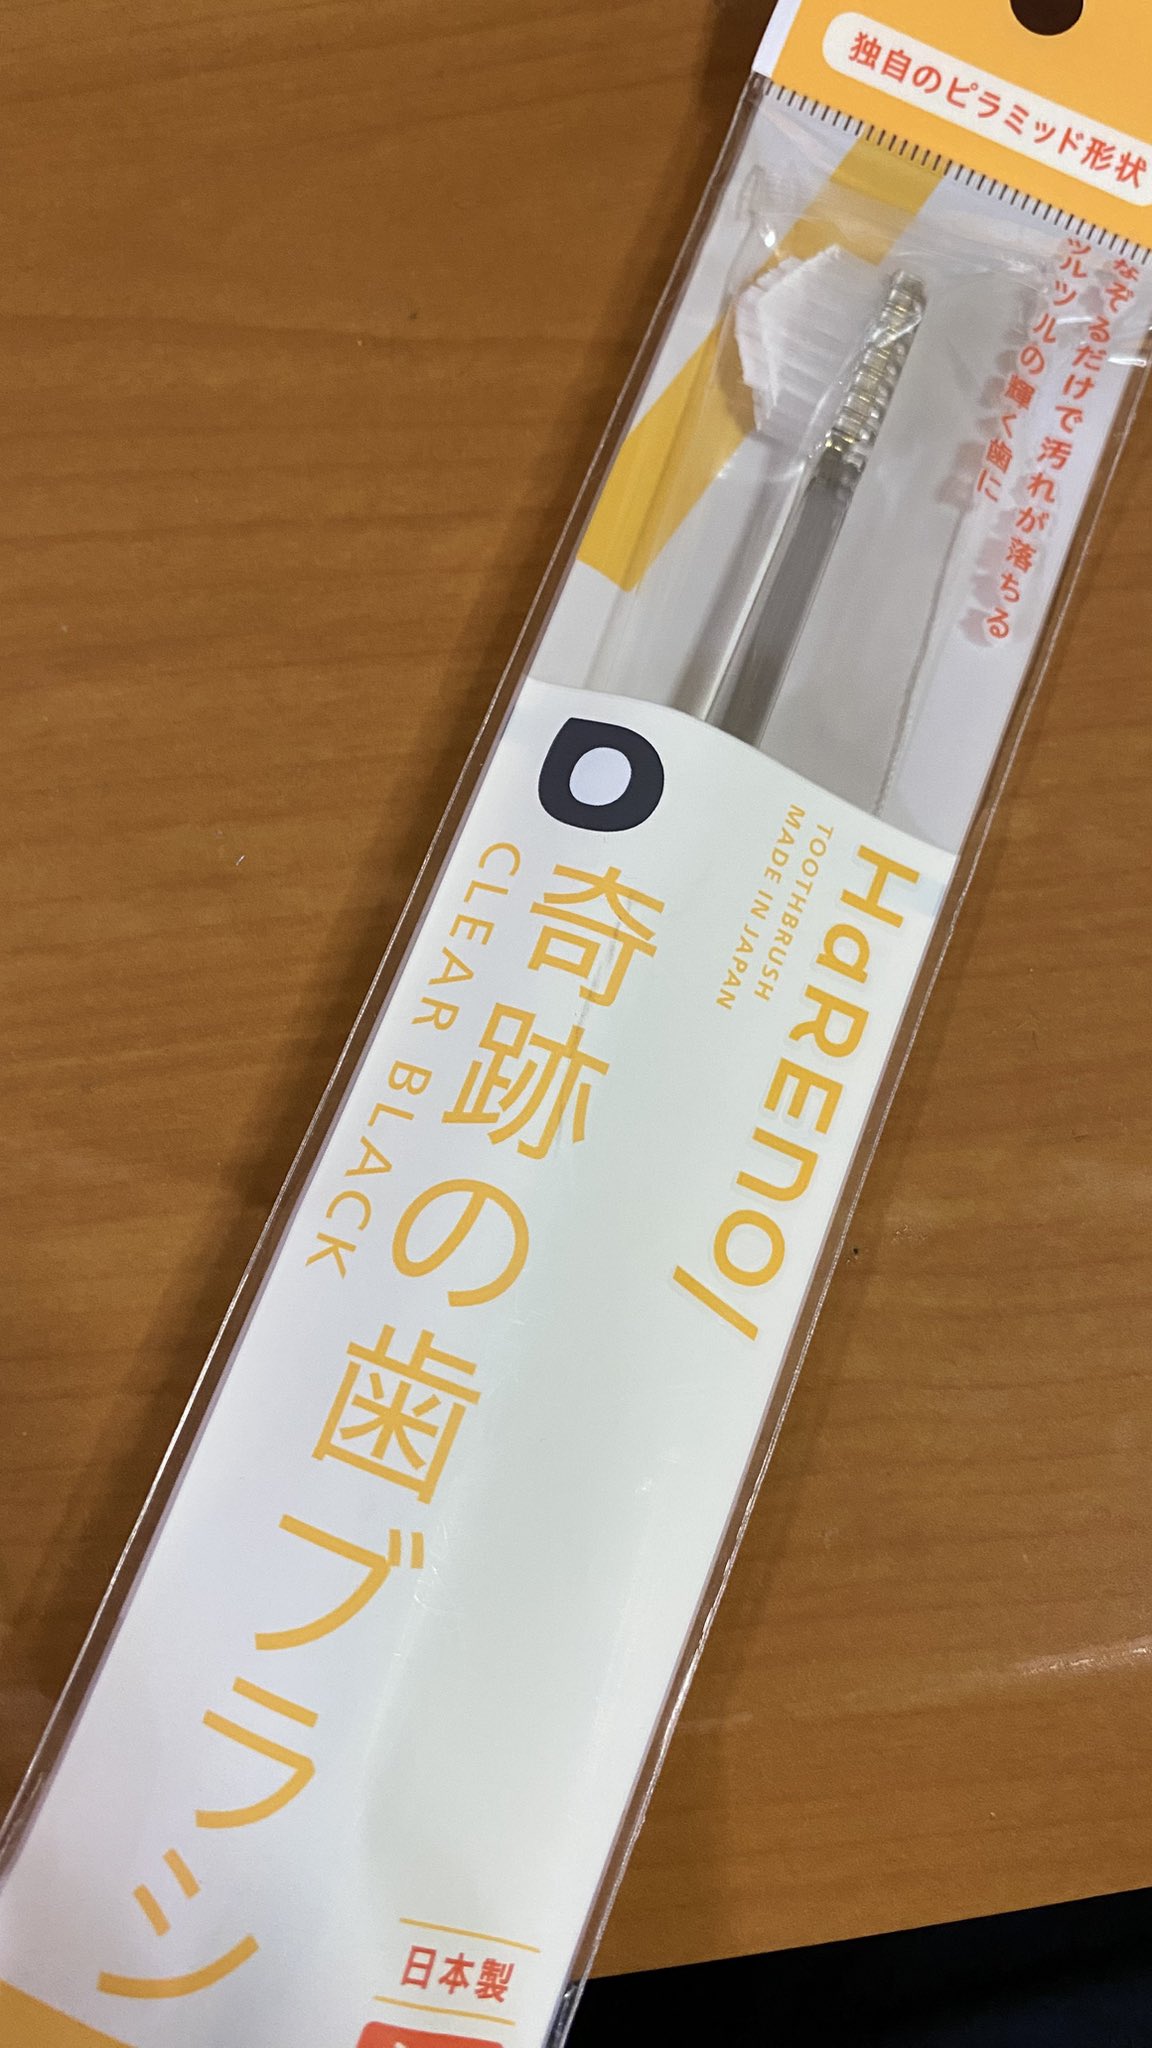 独自のピラミッド形状
なぞるだけで汚れが落ちる
ツルツルの輝く歯に
HaRENO/
TOOTHBRUSH
MADE IN JAPAN
奇跡の歯ブラシ
CLEAR BLACK
日本製